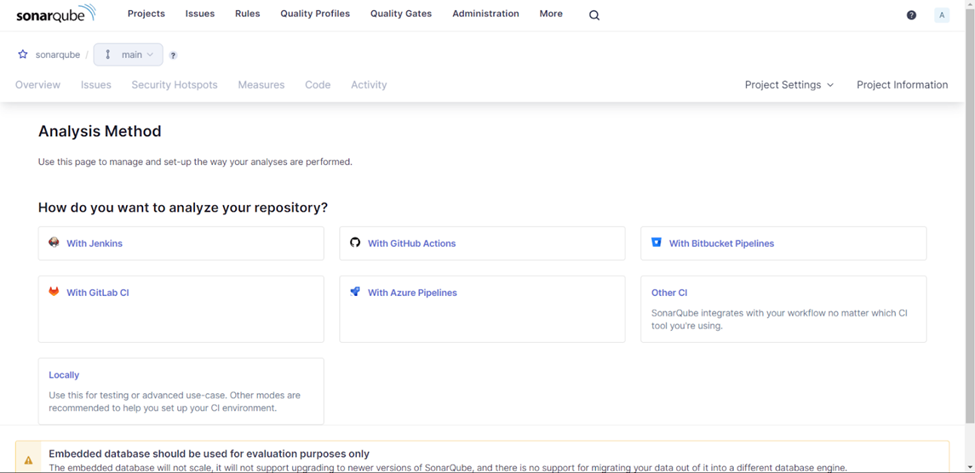 sonarqube Projects Issues Rules Quality Profiles Quality Gates Administration More ? A
sonarqube / main ?
Overview Issues Security Hotspots Measures Code Activity Project Settings Project Information
Analysis Method
Use this page to manage and set-up the way your analyses are performed.
How do you want to analyze your repository?
With Jenkins With GitHub Actions With Bitbucket Pipelines
With GitLab CI With Azure Pipelines Other CI
SonarQube integrates with your workflow no matter which CI
tool you're using.
Locally
Use this for testing or advanced use-case. Other modes are
recommended to help you set up your CI environment.
Embedded database should be used for evaluation purposes only
The embedded database will not scale, it will not support upgrading to newer versions of SonarQube, and there is no support for migrating your data out of it into a different database engine.